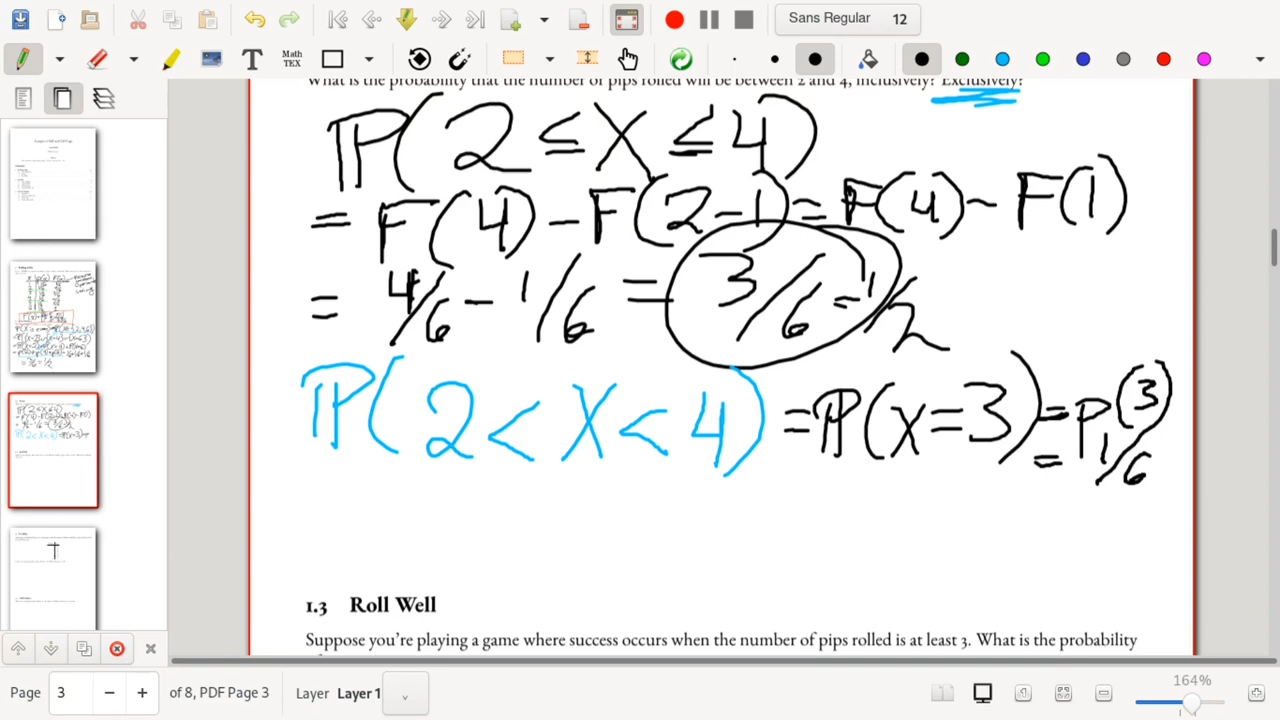 Sans Regular 12
Math
TEX
What is the probability that the number of pips rolled will be between 2 and 4, inclusively? Exclusively?
ℙ(2 ≤ X ≤ 4)
= F(4) − F(2−1) = F(4) − F(1)
= 4/6 − 1/6 = 3/6 = 1/2
ℙ(2 < X < 4) = ℙ(X=3) = P(3)
= 1/6
1.3 Roll Well
Suppose you're playing a game where success occurs when the number of pips rolled is at least 3. What is the probability
Page 3 of 8, PDF Page 3 Layer Layer 1 164%